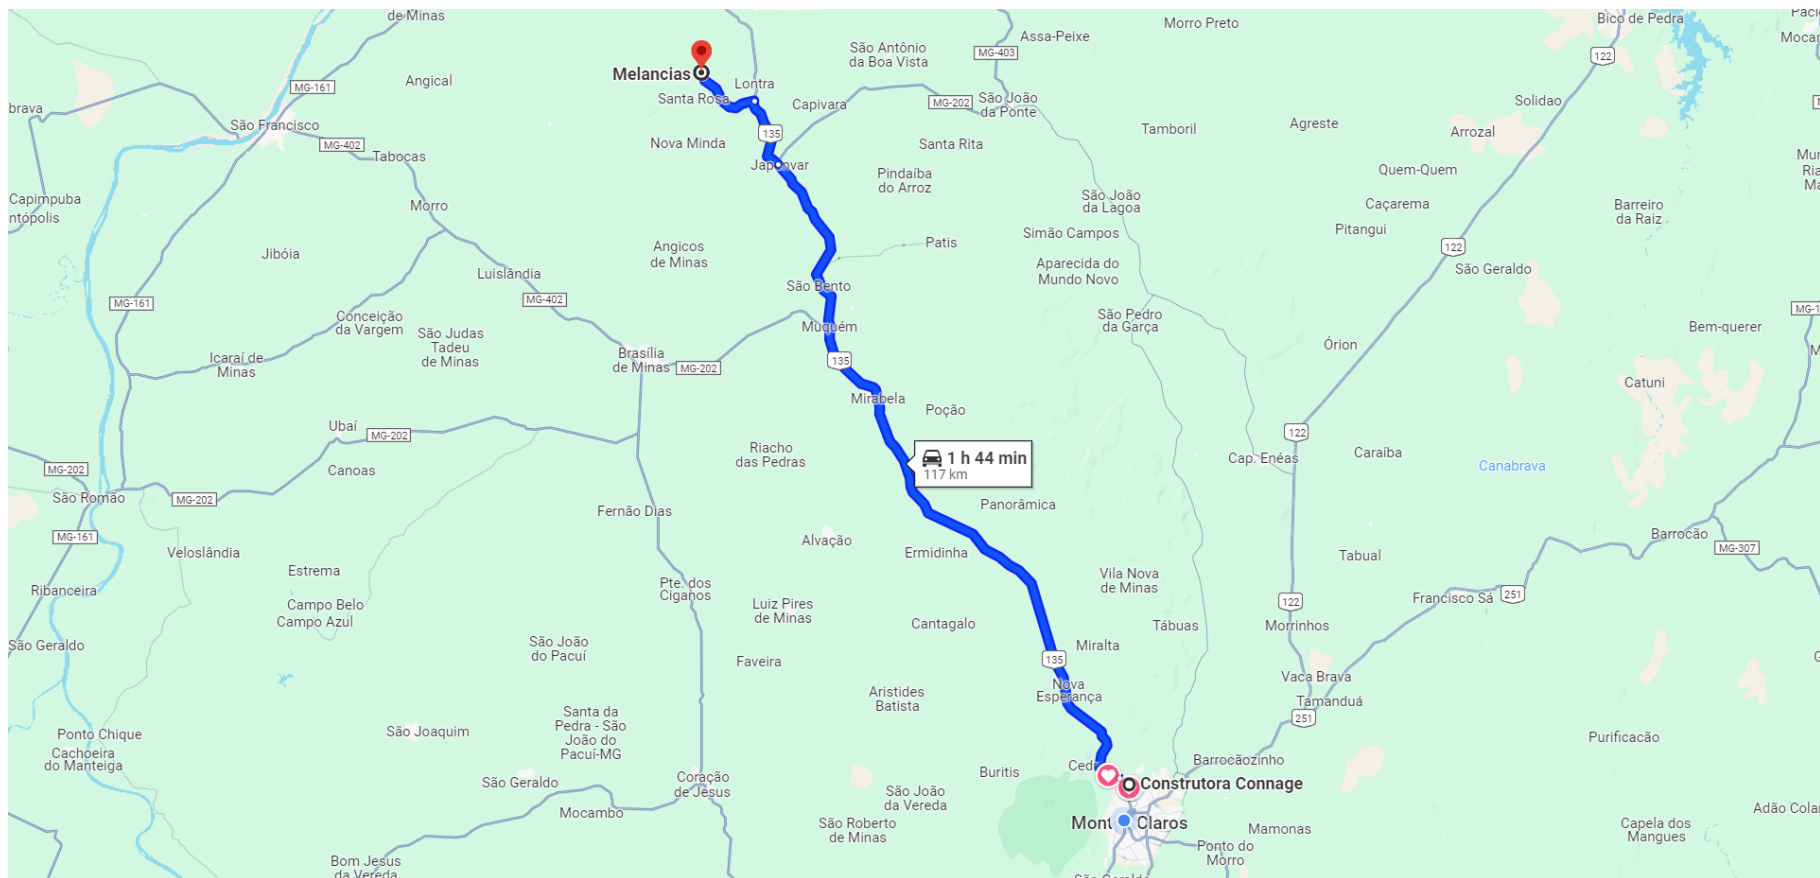 de Minas
Morro Preto
Bico de Pedra
Assa-Peixe
São Antônio
da Boa Vista
MG-403
122
Melancias
Angical
MG-161
Lontra
Santa Rosa
Capivara
MG-202
São João
da Ponte
Solidao
brava
São Francisco
135
Tamboril
Agreste
Arrozal
MG-402
Nova Minda
Santa Rita
Tabocas
Japonvar
Pindaíba
do Arroz
Quem-Quem
Capimpuba
ntópolis
Morro
São João
da Lagoa
Caçarema
Barreiro
da Raiz
Pitangui
Jibóia
Angicos
de Minas
Patis
Simão Campos
122
Luislândia
Aparecida do
Mundo Novo
São Geraldo
São Bento
MG-161
MG-402
Conceição
da Vargem
São Judas
Tadeu
de Minas
Muquém
São Pedro
da Garça
Bem-querer
Icaraí de
Minas
Brasília
de Minas
MG-202
135
Órion
Catuni
Mirabela
Poção
Ubaí
MG-202
122
Riacho
das Pedras
1 h 44 min
117 km
Caraíba
Cap. Enéas
Canabrava
MG-202
Canoas
São Romão
MG-202
Fernão Dias
Panorâmica
MG-161
Alvação
Ermidinha
Barrocão
MG-307
Veloslândia
Tabual
Estrema
Ribanceira
Pte. dos
Ciganos
Vila Nova
de Minas
251
Francisco Sá
Campo Belo
Campo Azul
Luiz Pires
de Minas
122
Cantagalo
Tábuas
Morrinhos
São Geraldo
São João
do Pacuí
Faveira
135
Miralta
Nova
Esperança
Vaca Brava
Tamanduá
Aristides
Batista
251
Santa da
Pedra - São
João do
Pacuí-MG
Ponto Chique
São Joaquim
Purificacão
Cachoeira
do Manteiga
Buritis
Barrocãozinho
São Geraldo
Coração
de Jesus
Construtora Connage
São João
da Vereda
Mocambo
Adão Colar
São Roberto
de Minas
Claros
Mamonas
Capela dos
Mangues
Ponto do
Morro
Bom Jesus
da Vereda